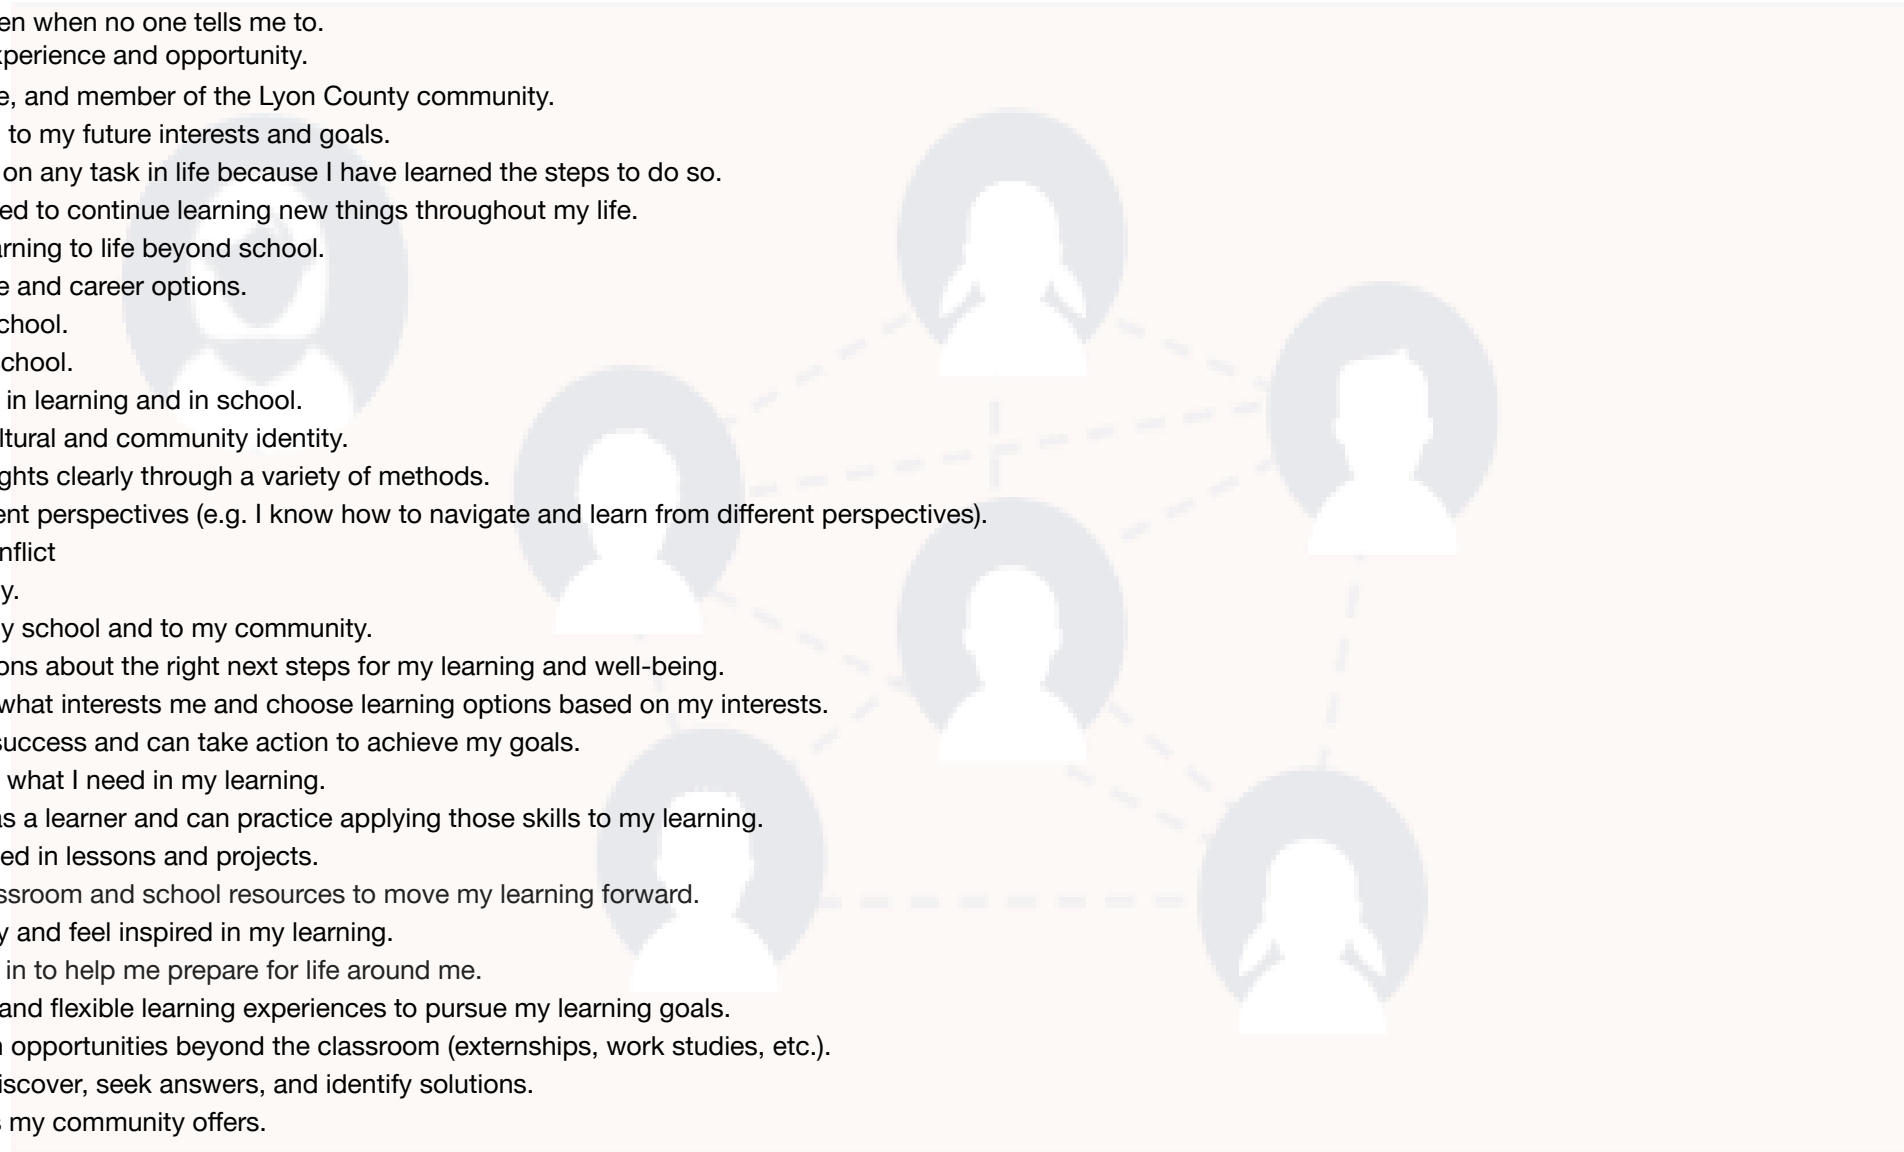 en when no one tells me to.
xperience and opportunity.
e, and member of the Lyon County community.
to my future interests and goals.
on any task in life because I have learned the steps to do so.
ed to continue learning new things throughout my life.
arning to life beyond school.
e and career options.
chool.
chool.
in learning and in school.
ltural and community identity.
ghts clearly through a variety of methods.
ent perspectives (e.g. I know how to navigate and learn from different perspectives).
nflict
y.
y school and to my community.
ons about the right next steps for my learning and well-being.
what interests me and choose learning options based on my interests.
success and can take action to achieve my goals.
what I need in my learning.
as a learner and can practice applying those skills to my learning.
ed in lessons and projects.
ssroom and school resources to move my learning forward.
y and feel inspired in my learning.
in to help me prepare for life around me.
and flexible learning experiences to pursue my learning goals.
n opportunities beyond the classroom (externships, work studies, etc.).
iscover, seek answers, and identify solutions.
s my community offers.